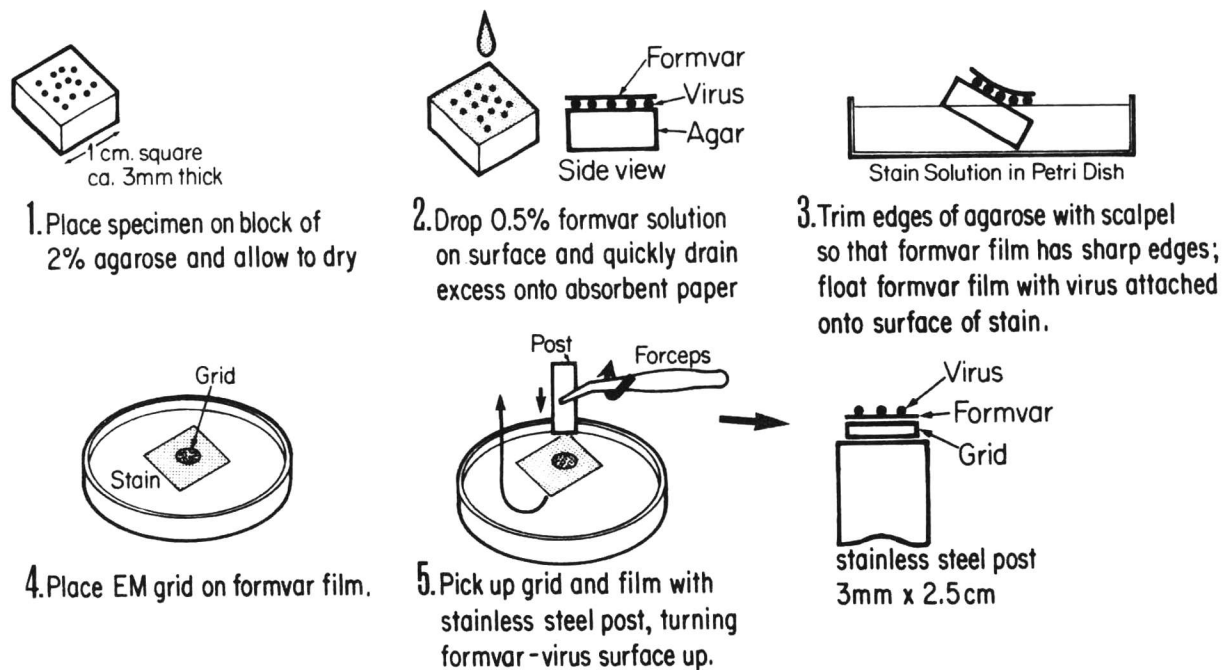 1 cm. square
ca. 3mm thick
1. Place specimen on block of
2% agarose and allow to dry
Formvar
Virus
Agar
Side view
2. Drop 0.5% formvar solution
on surface and quickly drain
excess onto absorbent paper
Stain Solution in Petri Dish
3. Trim edges of agarose with scalpel
so that formvar film has sharp edges;
float formvar film with virus attached
onto surface of stain.
Grid
Stain
4. Place EM grid on formvar film.
Post
Forceps
5. Pick up grid and film with
stainless steel post, turning
formvar-virus surface up.
Virus
Formvar
Grid
stainless steel post
3mm x 2.5cm